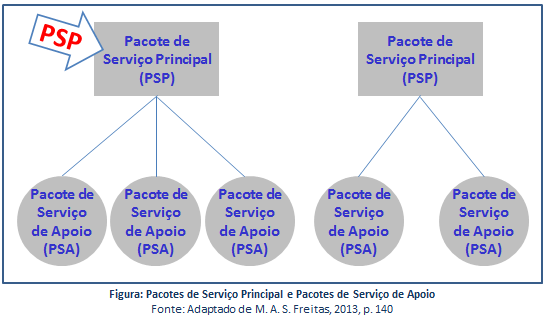 PSP
Pacote de
Serviço Principal
(PSP)
Pacote de
Serviço Principal
(PSP)
Pacote de
Serviço
de Apoio
(PSA)
Pacote de
Serviço
de Apoio
(PSA)
Pacote de
Serviço
de Apoio
(PSA)
Pacote de
Serviço
de Apoio
(PSA)
Pacote de
Serviço
de Apoio
(PSA)
Figura: Pacotes de Serviço Principal e Pacotes de Serviço de Apoio
Fonte: Adaptado de M. A. S. Freitas, 2013, p. 140